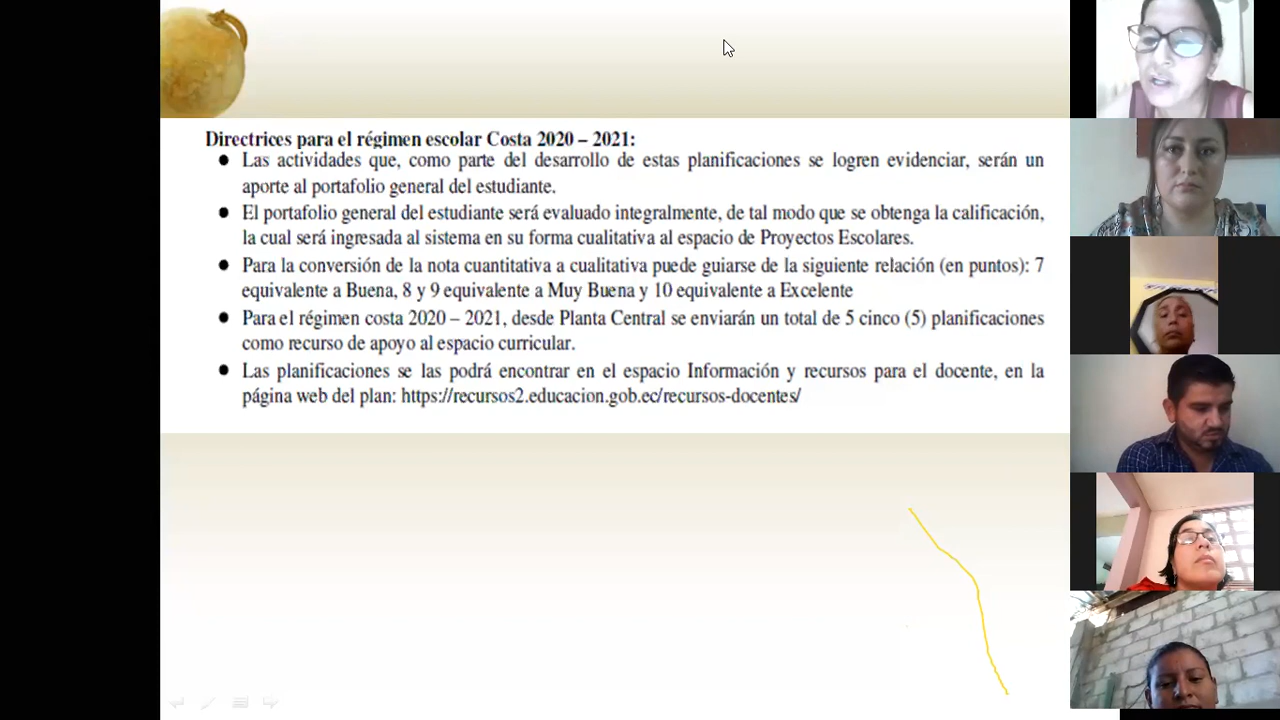 Directrices para el régimen escolar Costa 2020 – 2021:
● Las actividades que, como parte del desarrollo de estas planificaciones se logren evidenciar, serán un
aporte al portafolio general del estudiante.
● El portafolio general del estudiante será evaluado integralmente, de tal modo que se obtenga la calificación,
la cual será ingresada al sistema en su forma cualitativa al espacio de Proyectos Escolares.
● Para la conversión de la nota cuantitativa a cualitativa puede guiarse de la siguiente relación (en puntos): 7
equivalente a Buena, 8 y 9 equivalente a Muy Buena y 10 equivalente a Excelente
● Para el régimen costa 2020 – 2021, desde Planta Central se enviarán un total de 5 cinco (5) planificaciones
como recurso de apoyo al espacio curricular.
● Las planificaciones se las podrá encontrar en el espacio Información y recursos para el docente, en la
página web del plan: https://recursos2.educacion.gob.ec/recursos-docentes/